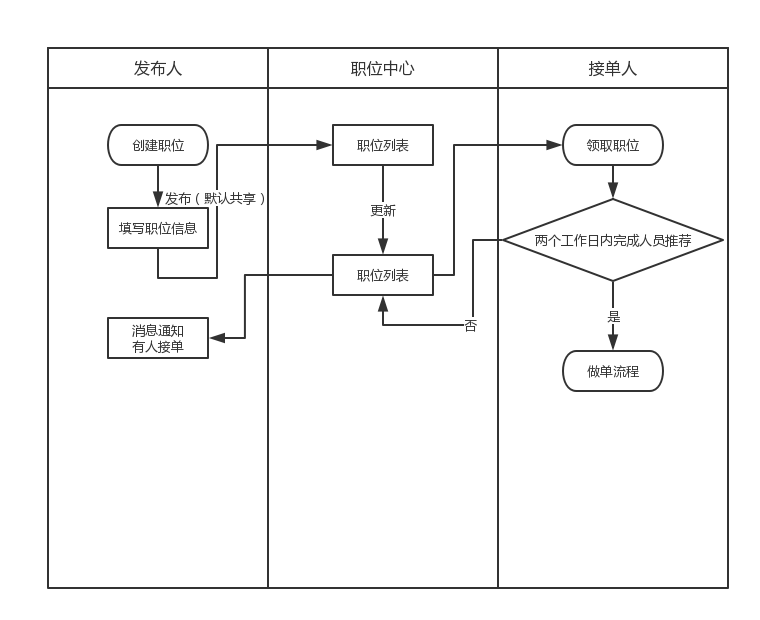 发布人
职位中心
接单人
创建职位
职位列表
领取职位
发布（默认共享）
更新
填写职位信息
两个工作日内完成人员推荐
职位列表
消息通知
有人接单
否
是
做单流程